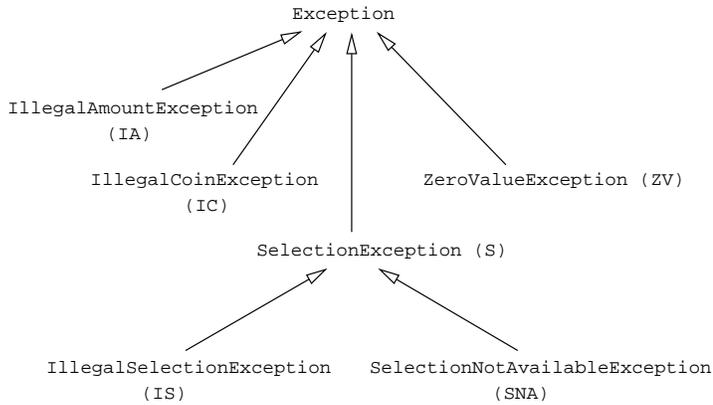 Exception
IllegalAmountException
(IA)
IllegalCoinException
(IC)
ZeroValueException (ZV)
SelectionException (S)
IllegalSelectionException
(IS)
SelectionNotAvailableException
(SNA)